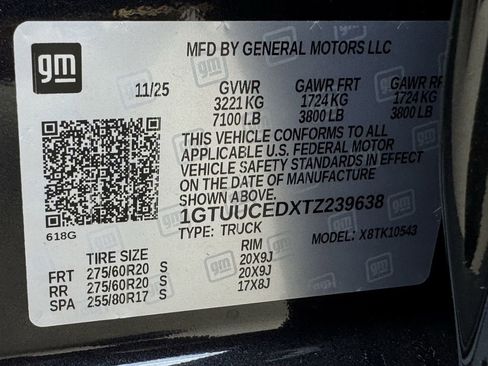 gm
MFD BY GENERAL MOTORS LLC
11/25 GVWR GAWR FRT GAWR RR
3221 KG 1724 KG 1724 KG
7100 LB 3800 LB 3800 LB
THIS VEHICLE CONFORMS TO ALL
APPLICABLE U.S. FEDERAL MOTOR
VEHICLE SAFETY STANDARDS IN EFFECT
ON THE DATE OF MANUFACTURE
SHOWN ABOVE.
1GTUUCEDXTZ239638
618G
TYPE: TRUCK MODEL: X8TK10543
TIRE SIZE RIM
FRT 275/60R20 S 20X9J
RR 275/60R20 S 20X9J
SPA 255/80R17 S 17X8J